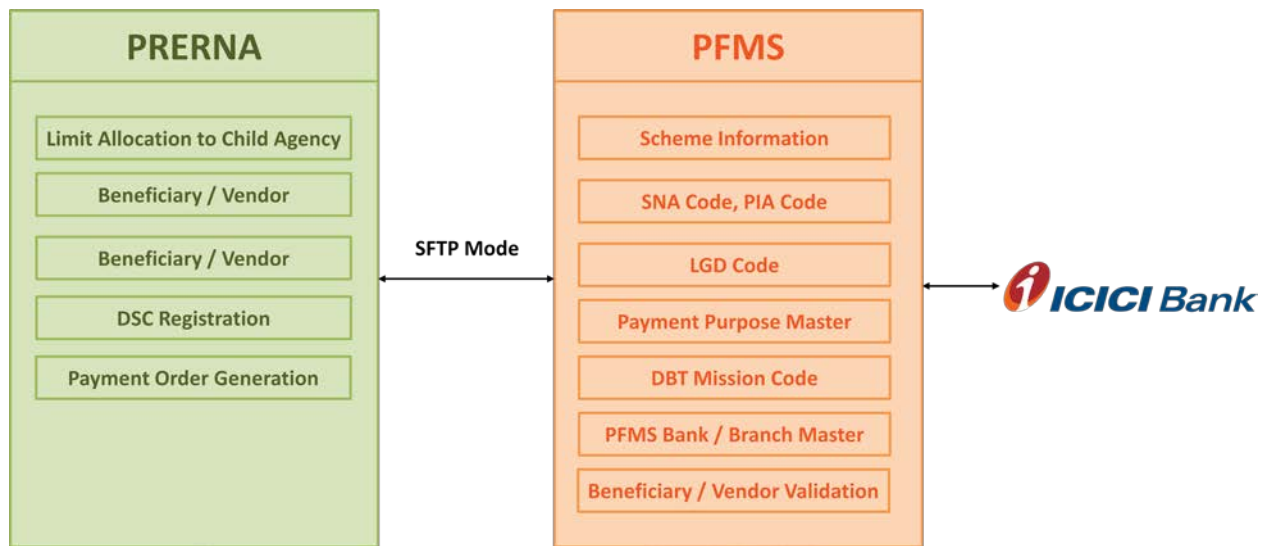 PRERNA
Limit Allocation to Child Agency
Beneficiary / Vendor
Beneficiary / Vendor
DSC Registration
Payment Order Generation
SFTP Mode
PFMS
Scheme Information
SNA Code, PIA Code
LGD Code
Payment Purpose Master
DBT Mission Code
PFMS Bank / Branch Master
Beneficiary / Vendor Validation
ICICI Bank